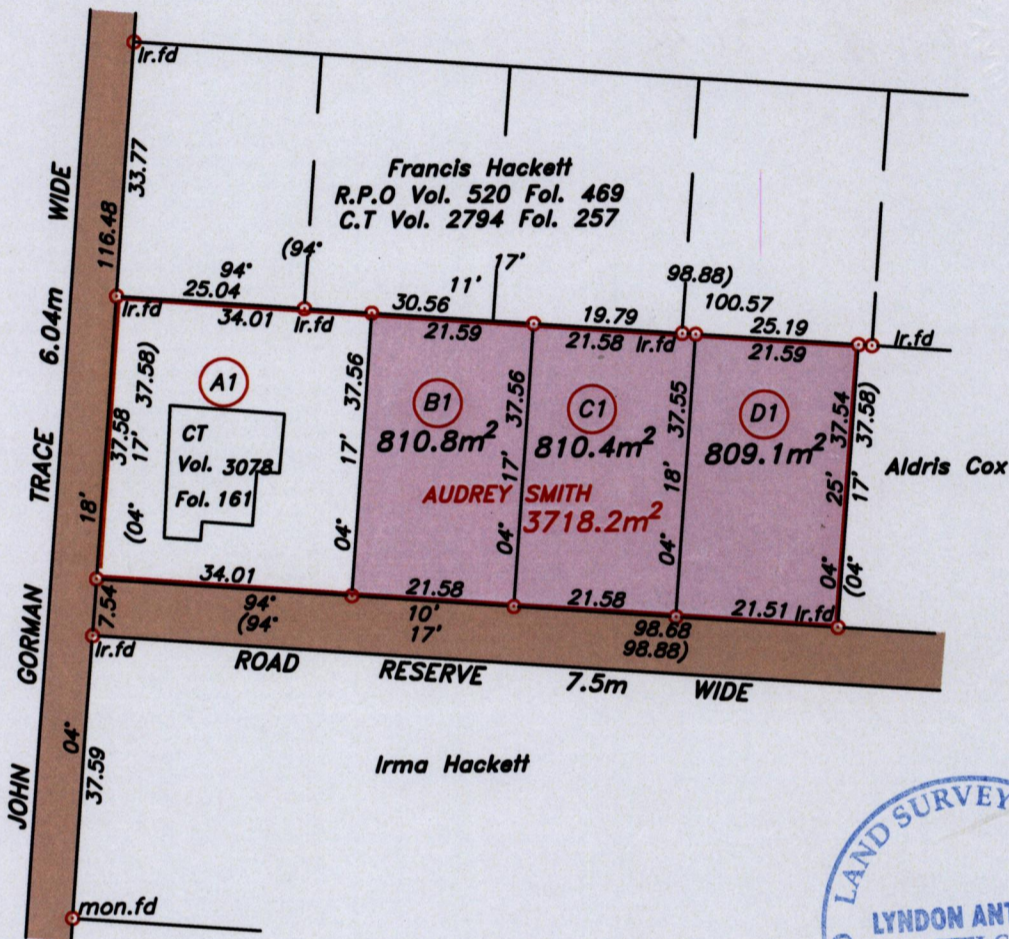 Ir.fd
JOHN GORMAN TRACE 6.04m WIDE
33.77
116.48
Francis Hackett
R.P.O Vol. 520 Fol. 469
C.T Vol. 2794 Fol. 257
94°
25.04
34.01
(94°
11'
17'
30.56
21.59
98.88)
19.79
21.58
100.57
25.19
21.59
Ir.fd
Ir.fd
Ir.fd
Ir.fd
37.58
37.58)
18'
17'
(04°
A1
CT
Vol. 3078
Fol. 161
37.56
17'
04°
B1
810.8m²
37.56
17'
04°
C1
810.4m²
37.55
18'
04°
D1
809.1m²
37.54
37.58)
25'
17'
04°
(04°
Aldris Cox
AUDREY SMITH
3718.2m²
34.01
21.58
21.58
21.51
Ir.fd
7.54
94°
10'
98.68
(94°
17'
98.88)
Ir.fd
ROAD RESERVE 7.5m WIDE
04°
37.59
Irma Hackett
mon.fd
LAND SURVEY
LYNDON ANT